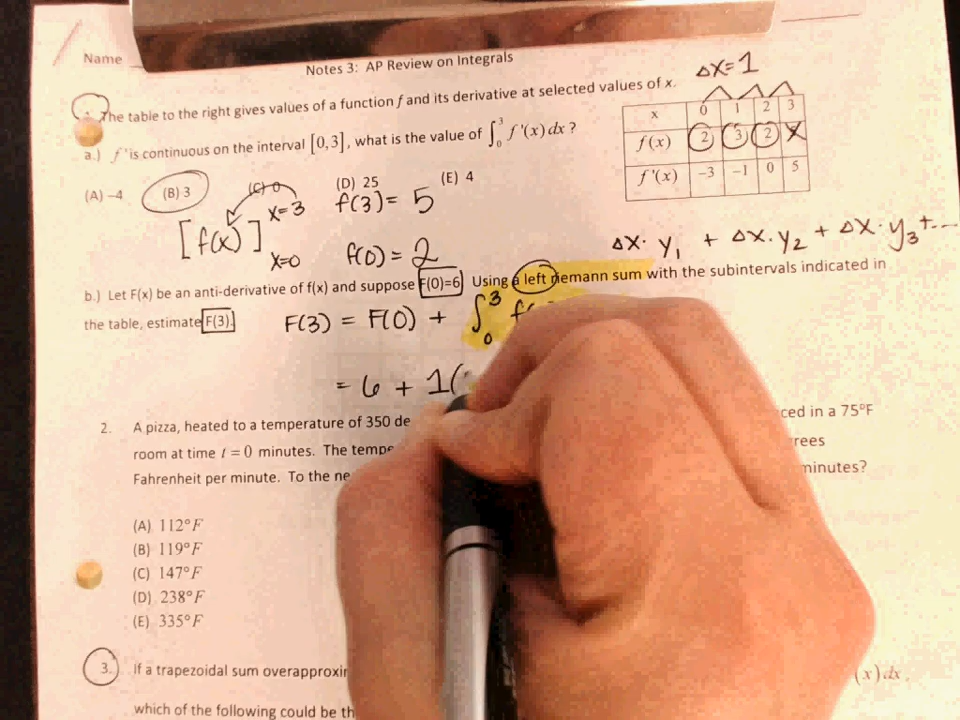 Name
Notes 3: AP Review on Integrals
ΔX=1
The table to the right gives values of a function f and its derivative at selected values of x.
x 0 1 2 3
f(x) 2 3 2 X
f'(x) −3 −1 0 5
a.) f' is continuous on the interval [0,3], what is the value of ∫₀³ f'(x)dx ?
(A) −4 (B) 3 (C) 0 (D) 25 (E) 4
[f(x)] X=3 X=0
f(3)= 5
f(0)= 2
ΔX· y₁ + ΔX·y₂ + ΔX·y₃+...
b.) Let F(x) be an anti-derivative of f(x) and suppose F(0)=6. Using a left riemann sum with the subintervals indicated in
the table, estimate F(3).
F(3) = F(0) + ∫₀³ f
= 6 + 1(
2. A pizza, heated to a temperature of 350 de ced in a 75°F
room at time t = 0 minutes. The tempe rees
Fahrenheit per minute. To the ne minutes?
(A) 112°F
(B) 119°F
(C) 147°F
(D) 238°F
(E) 335°F
3. If a trapezoidal sum overapproxi (x)dx,
which of the following could be th